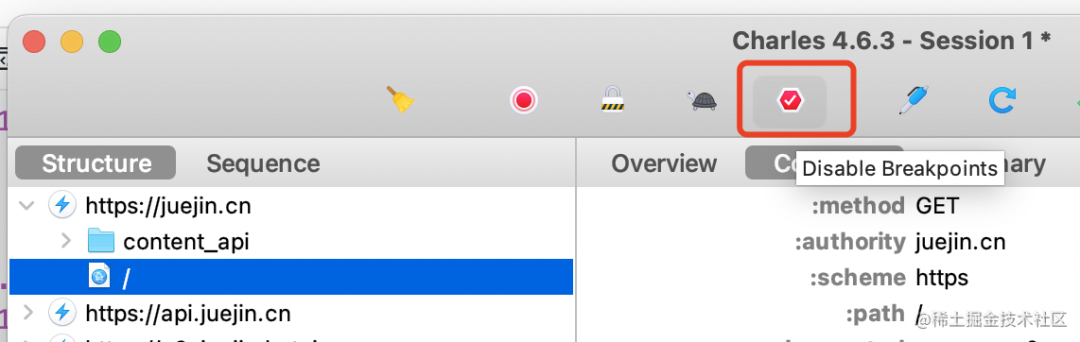 Charles 4.6.3 - Session 1 *
Structure
Sequence
Overview
Disable Breakpoints
https://juejin.cn
content_api
/
https://api.juejin.cn
:method GET
:authority juejin.cn
:scheme https
:path /
@稀土掘金技术社区